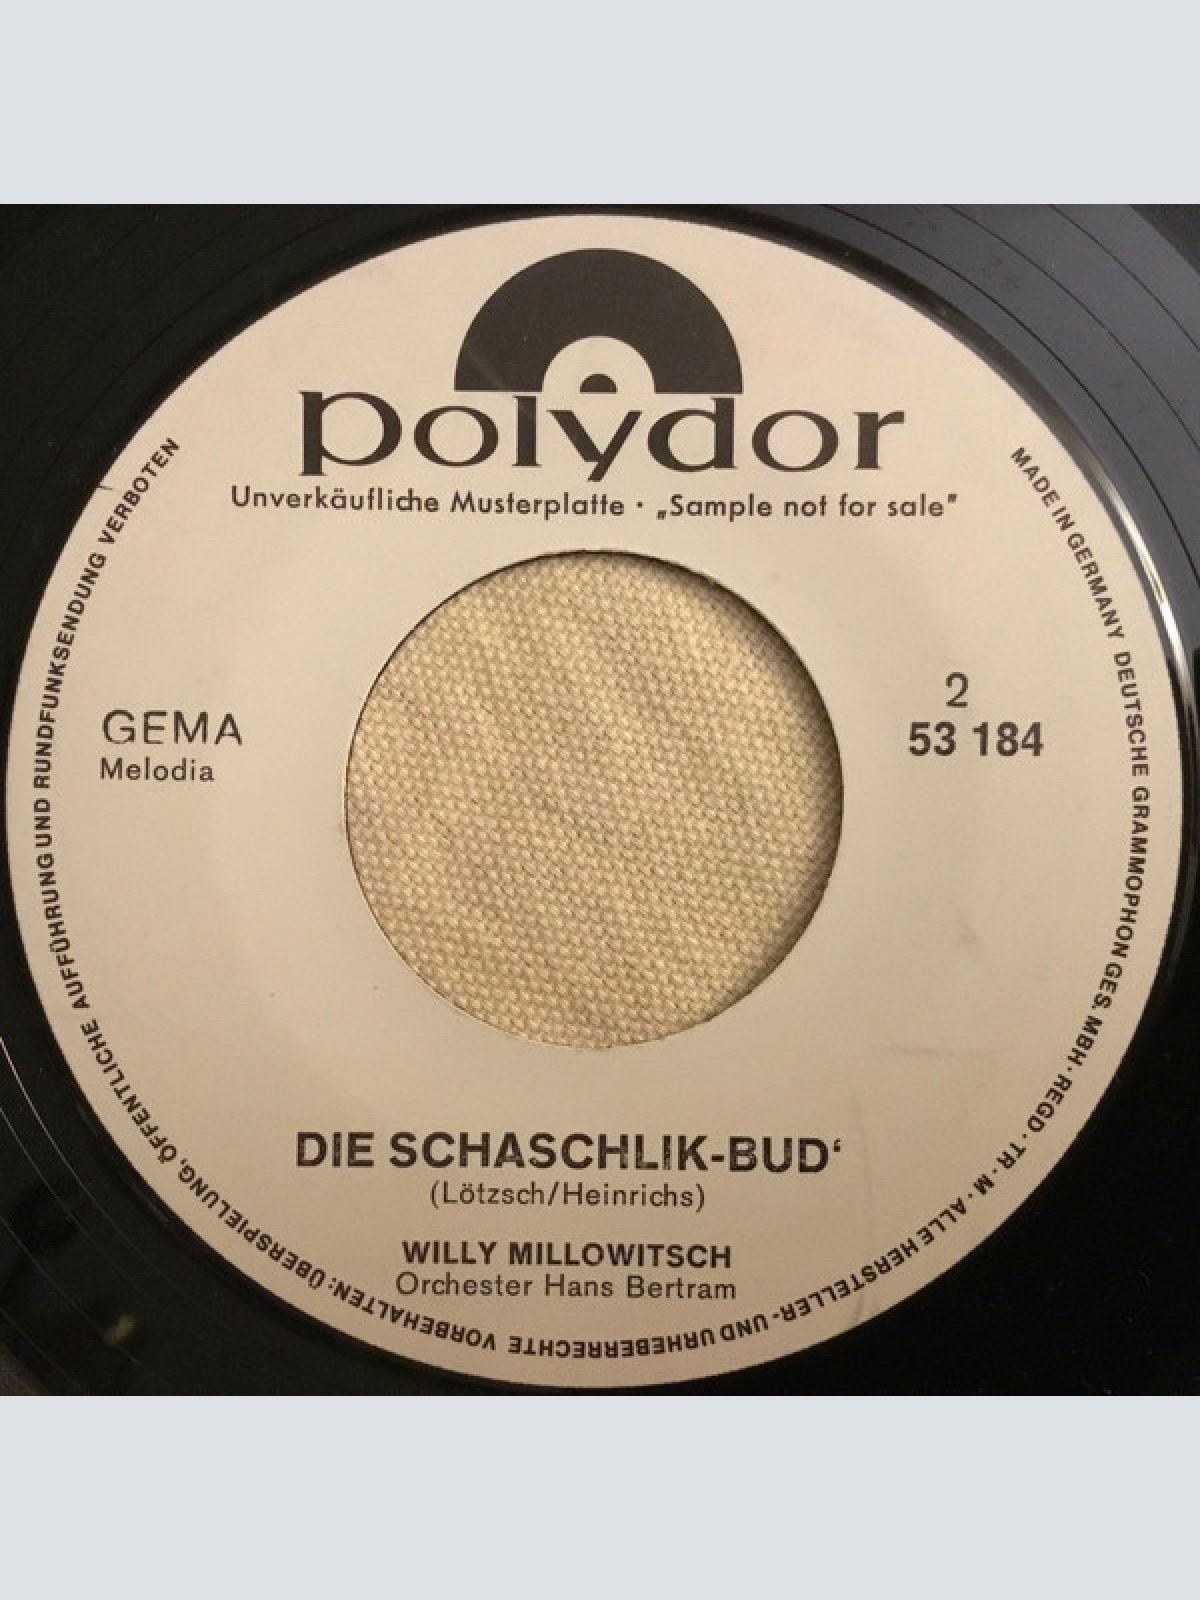 polydor
Unverkäufliche Musterplatte · „Sample not for sale"
GEMA
Melodia
2
53 184
DIE SCHASCHLIK-BUD‘
(Lötzsch/Heinrichs)
WILLY MILLOWITSCH
Orchester Hans Bertram
MADE IN GERMANY DEUTSCHE GRAMMOPHON GES. MBH · REGD · TR · M · ALLE HERSTELLER- UND URHEBERRECHTE VORBEHALTEN: ÜBERSPIELUNG, ÖFFENTLICHE AUFFÜHRUNG UND RUNDFUNKSENDUNG VERBOTEN